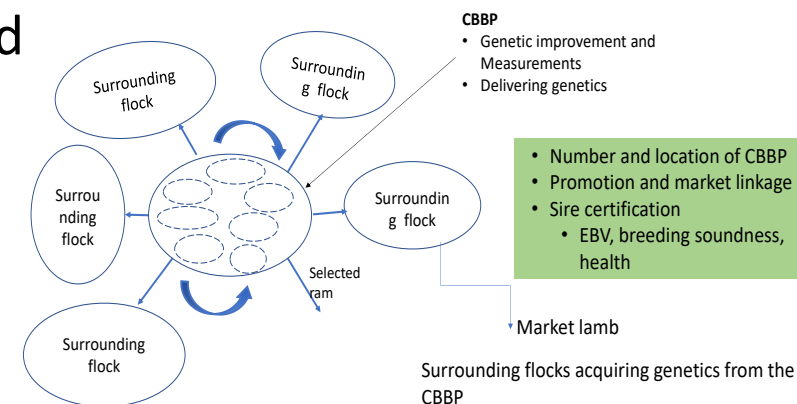 d
CBBP
• Genetic improvement and
Measurements
• Delivering genetics
Surrounding
flock
Surroundin
g flock
• Number and location of CBBP
• Promotion and market linkage
• Sire certification
• EBV, breeding soundness,
health
Surrou
nding
flock
Surroundin
g flock
Selected
ram
Market lamb
Surrounding
flock
Surrounding flocks acquiring genetics from the
CBBP